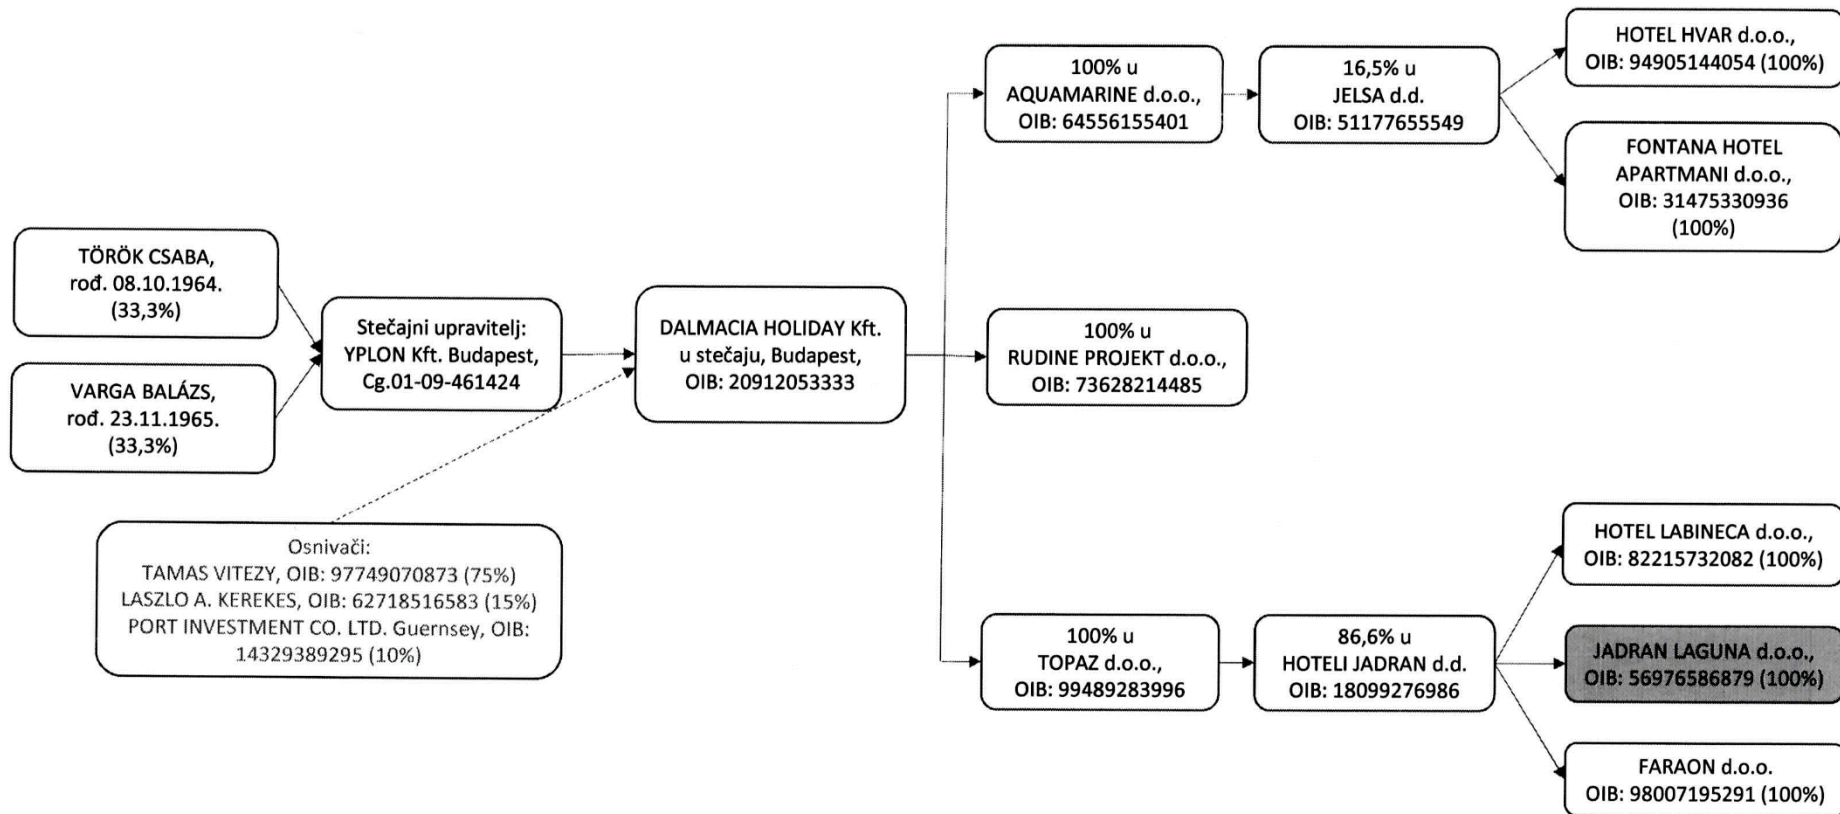 TÖRÖK CSABA,
rođ. 08.10.1964.
(33,3%)
VARGA BALÁZS,
rođ. 23.11.1965.
(33,3%)
Stečajni upravitelj:
YPLON Kft. Budapest,
Cg.01-09-461424
Osnivači:
TAMAS VITEZY, OIB: 97749070873 (75%)
LASZLO A. KEREKES, OIB: 62718516583 (15%)
PORT INVESTMENT CO. LTD. Guernsey, OIB:
14329389295 (10%)
DALMACIA HOLIDAY Kft.
u stečaju, Budapest,
OIB: 20912053333
100% u
AQUAMARINE d.o.o.,
OIB: 64556155401
16,5% u
JELSA d.d.
OIB: 51177655549
HOTEL HVAR d.o.o.,
OIB: 94905144054 (100%)
FONTANA HOTEL
APARTMANI d.o.o.,
OIB: 31475330936
(100%)
100% u
RUDINE PROJEKT d.o.o.,
OIB: 73628214485
100% u
TOPAZ d.o.o.,
OIB: 99489283996
86,6% u
HOTELI JADRAN d.d.
OIB: 18099276986
HOTEL LABINECA d.o.o.,
OIB: 82215732082 (100%)
JADRAN LAGUNA d.o.o.,
OIB: 56976586879 (100%)
FARAON d.o.o.
OIB: 98007195291 (100%)